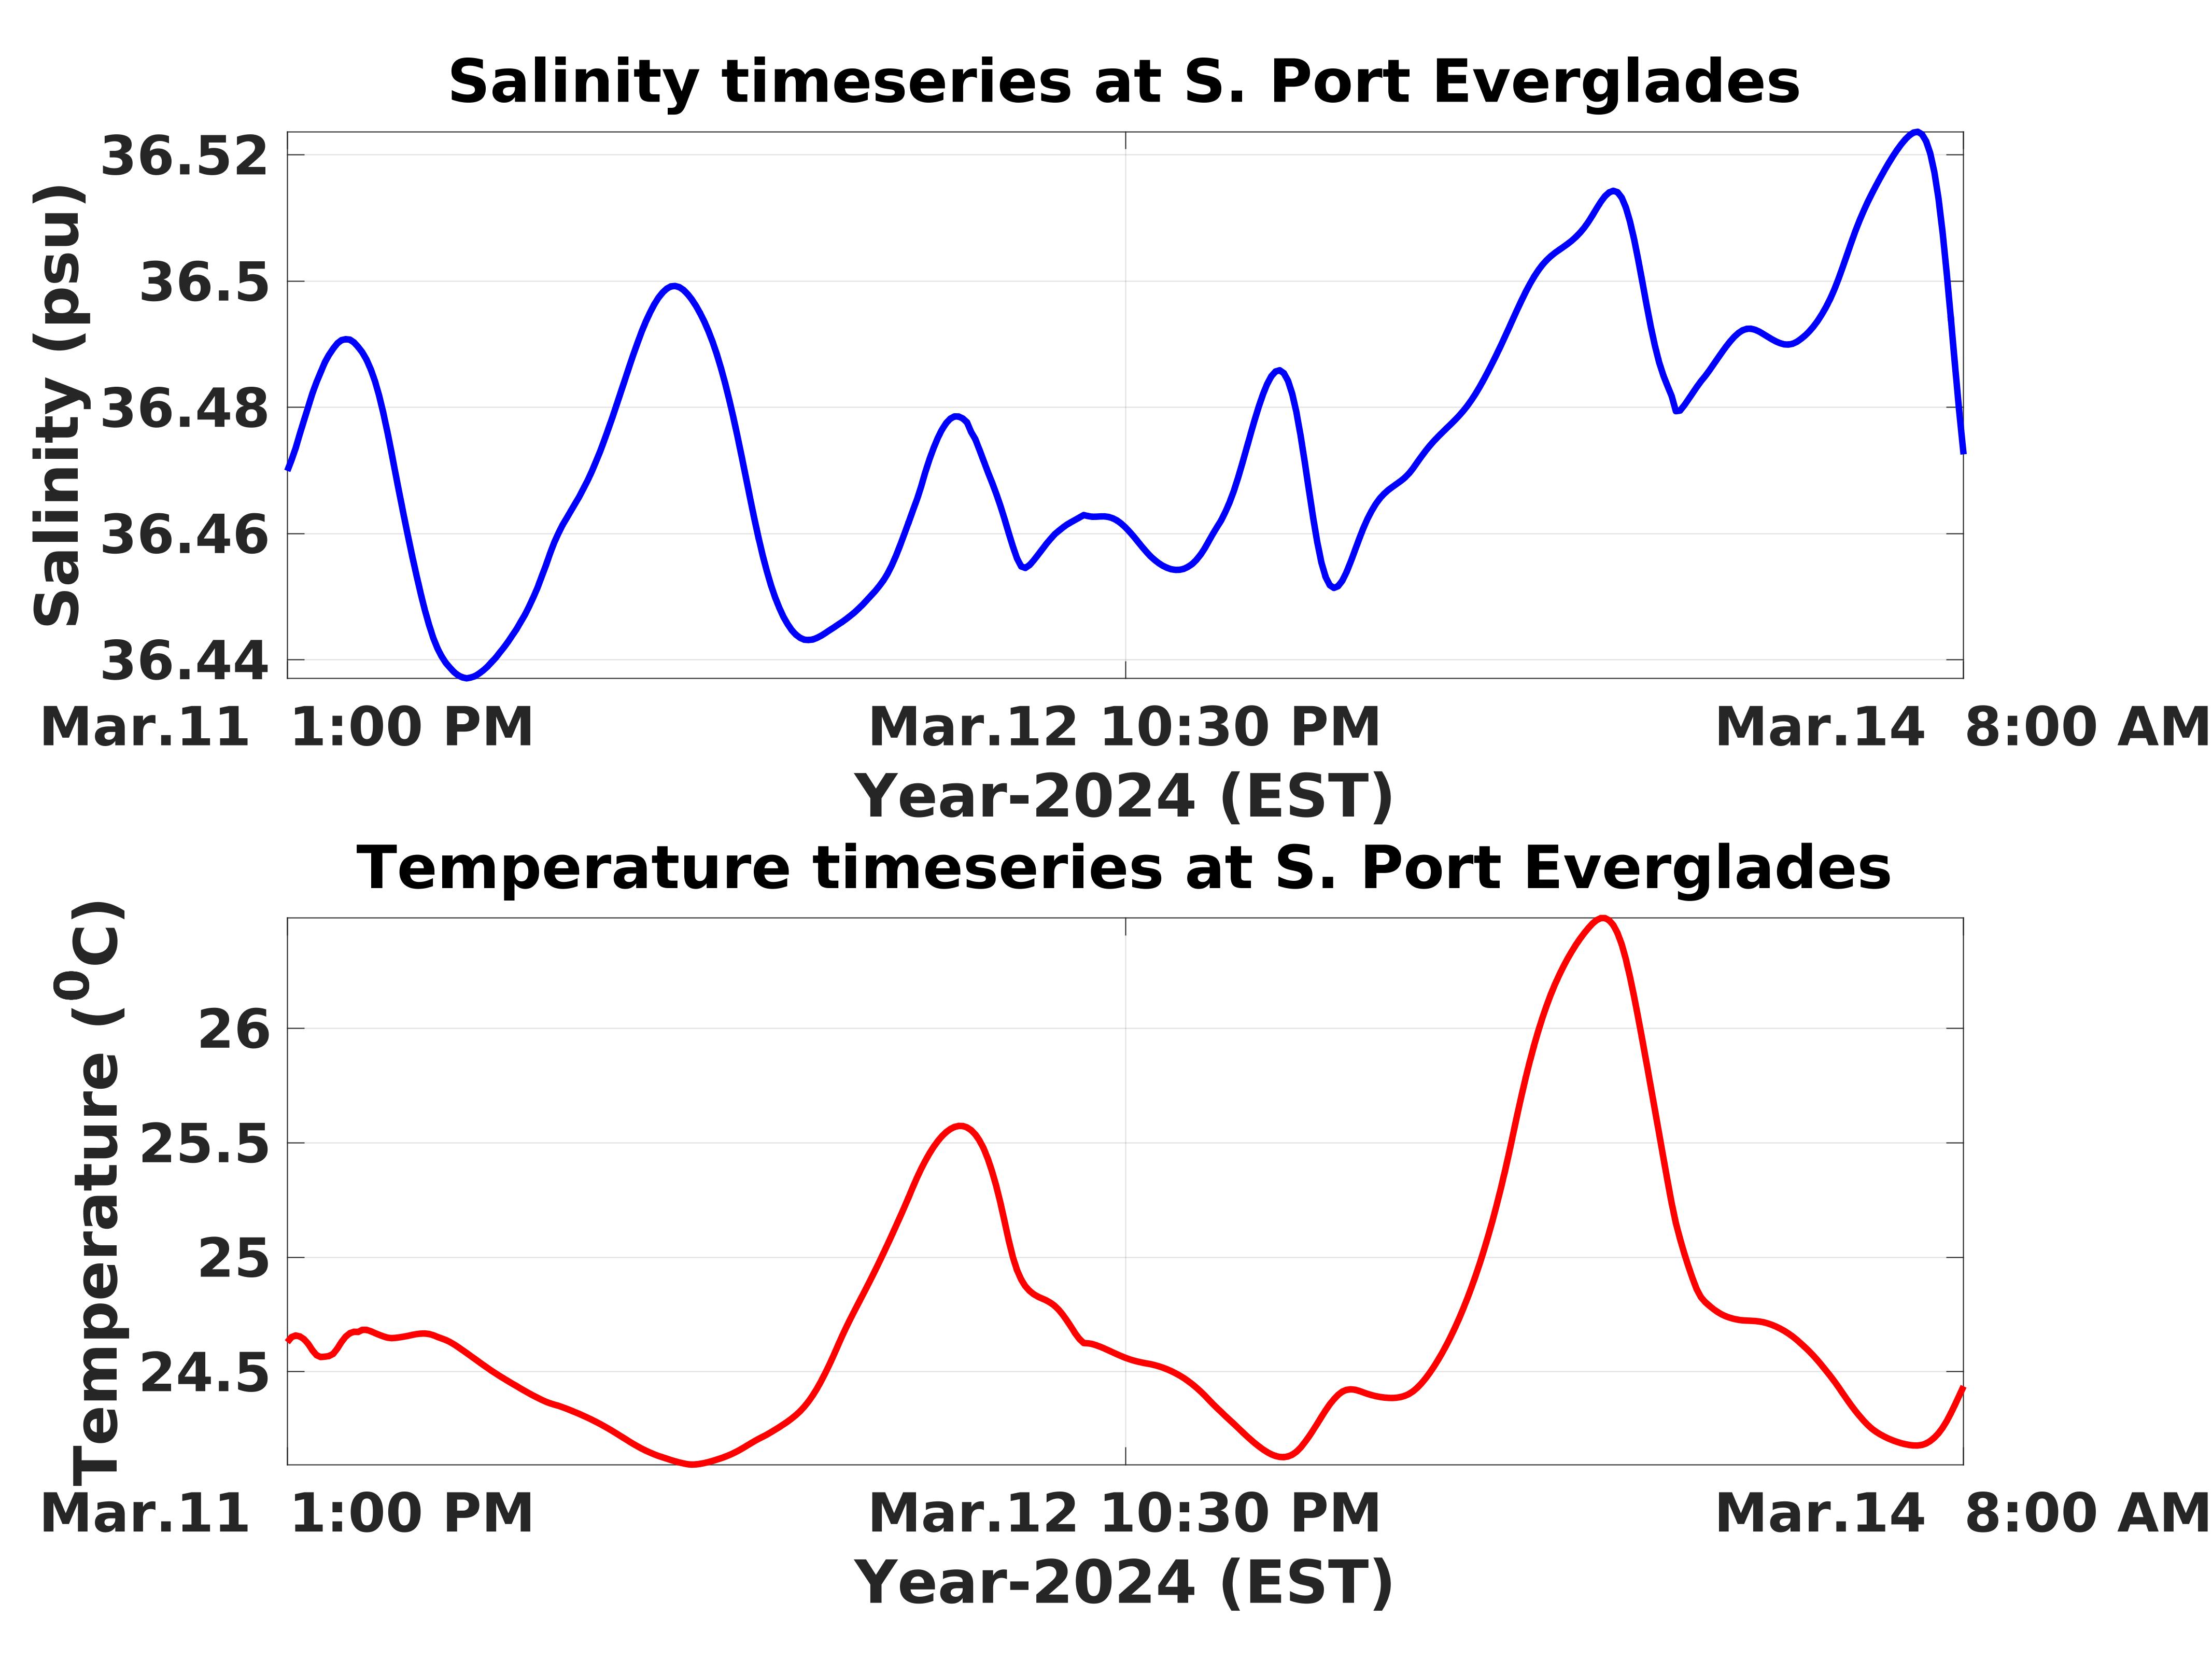 Salinity timeseries at S. Port Everglades
Salinity (psu)
36.52
36.5
36.48
36.46
36.44
Mar.11 1:00 PM Mar.12 10:30 PM Mar.14 8:00 AM
Year-2024 (EST)
Temperature timeseries at S. Port Everglades
Temperature (⁰C)
26
25.5
25
24.5
Mar.11 1:00 PM Mar.12 10:30 PM Mar.14 8:00 AM
Year-2024 (EST)